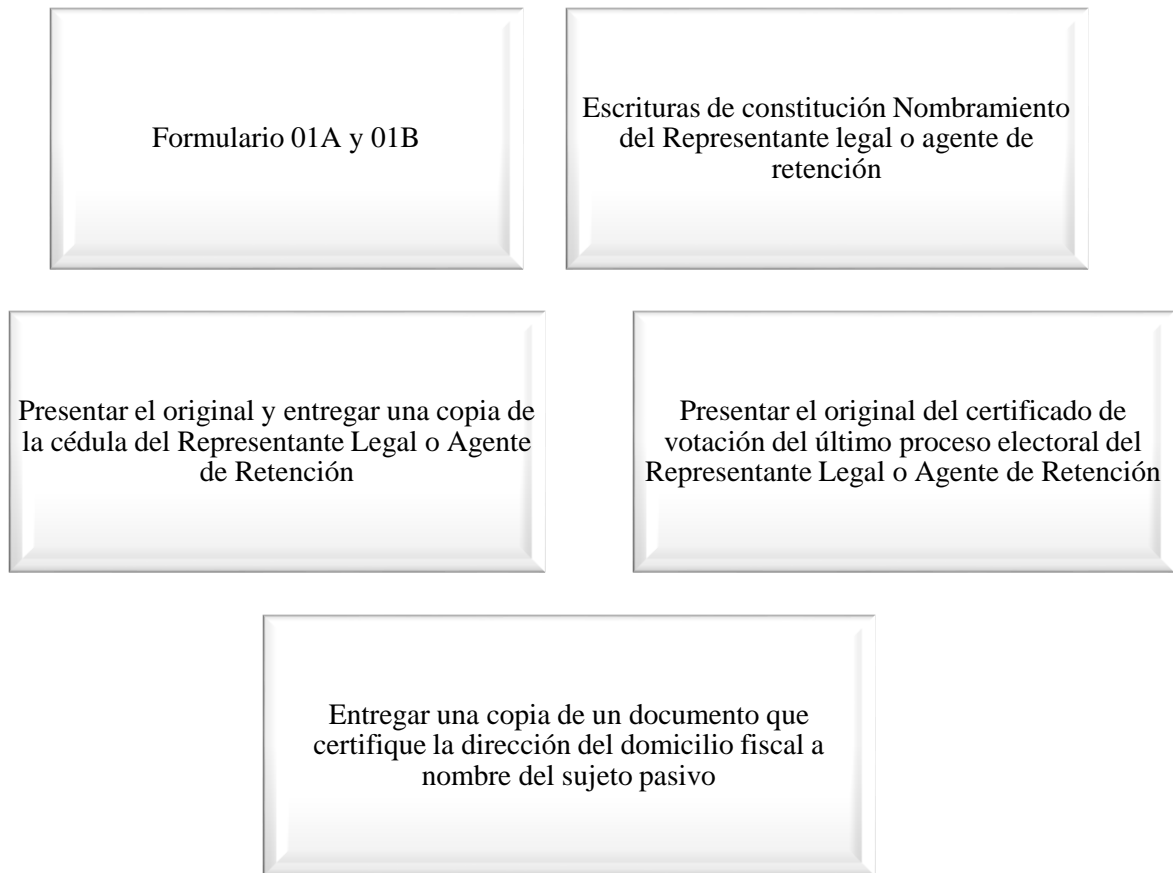 Formulario 01A y 01B
Escrituras de constitución Nombramiento
del Representante legal o agente de
retención
Presentar el original y entregar una copia de
la cédula del Representante Legal o Agente
de Retención
Presentar el original del certificado de
votación del último proceso electoral del
Representante Legal o Agente de Retención
Entregar una copia de un documento que
certifique la dirección del domicilio fiscal a
nombre del sujeto pasivo